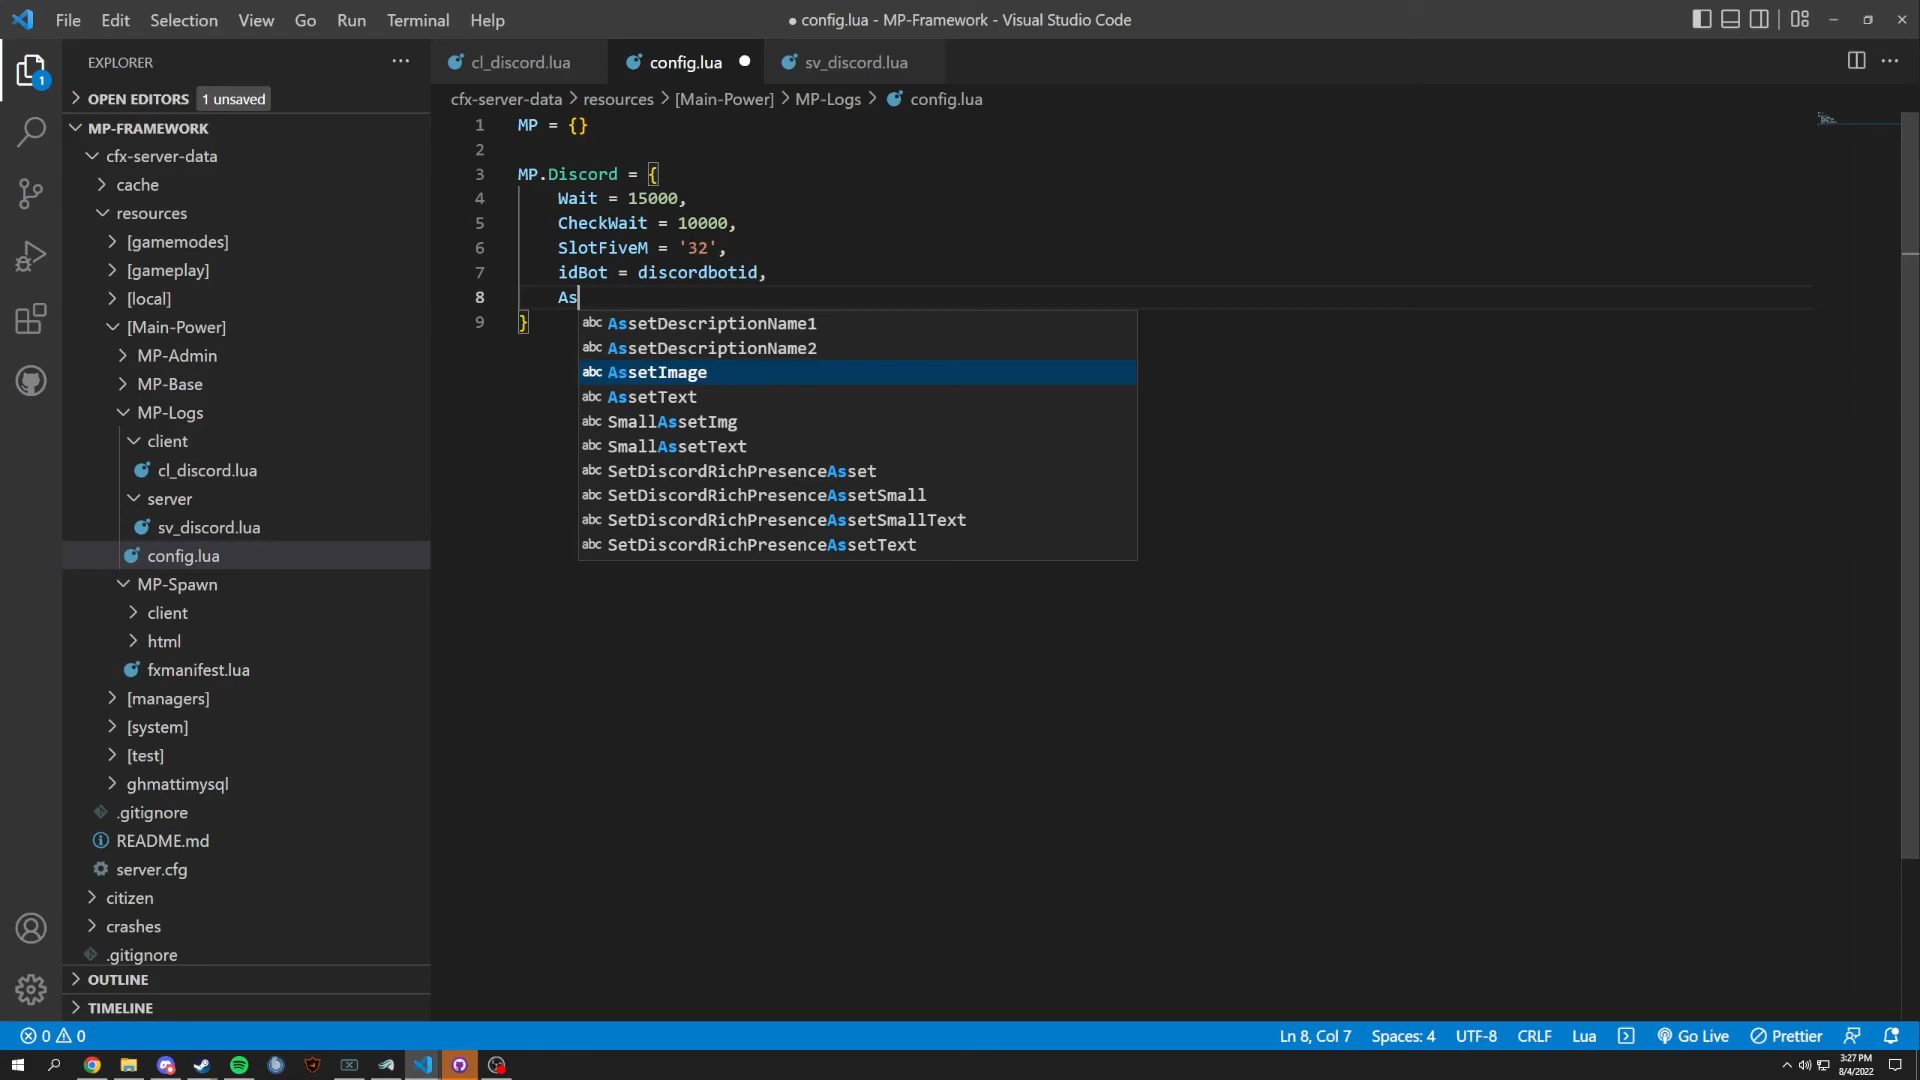 File Edit Selection View Go Run Terminal Help
● config.lua - MP-Framework - Visual Studio Code
EXPLORER
cl_discord.lua
config.lua
sv_discord.lua
OPEN EDITORS 1 unsaved
cfx-server-data > resources > [Main-Power] > MP-Logs > config.lua
MP-FRAMEWORK
cfx-server-data
cache
resources
[gamemodes]
[gameplay]
[local]
[Main-Power]
MP-Admin
MP-Base
MP-Logs
client
cl_discord.lua
server
sv_discord.lua
config.lua
MP-Spawn
client
html
fxmanifest.lua
[managers]
[system]
[test]
ghmattimysql
.gitignore
README.md
server.cfg
citizen
crashes
.gitignore
OUTLINE
TIMELINE
1 MP = {}
2
3 MP.Discord = {
4 Wait = 15000,
5 CheckWait = 10000,
6 SlotFiveM = '32',
7 idBot = discordbotid,
8 As
9 }
abc AssetDescriptionName1
abc AssetDescriptionName2
abc AssetImage
abc AssetText
abc SmallAssetImg
abc SmallAssetText
abc SetDiscordRichPresenceAsset
abc SetDiscordRichPresenceAssetSmall
abc SetDiscordRichPresenceAssetSmallText
abc SetDiscordRichPresenceAssetText
1
0 0
Ln 8, Col 7 Spaces: 4 UTF-8 CRLF Lua Go Live Prettier
3:27 PM
8/4/2022